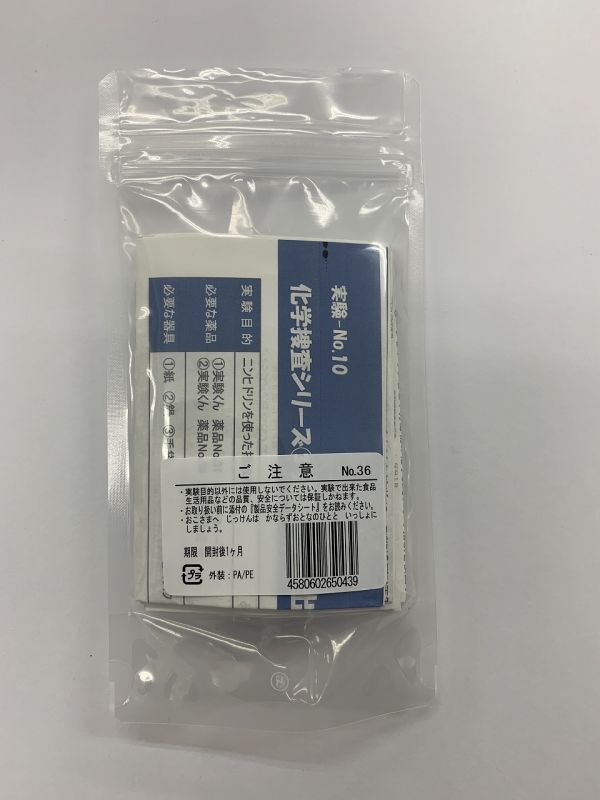 実験-No.10
化学捜査シリーズ
実験目的
ニンヒドリンを使った
必要な薬品
①実験くん 薬品No.
②実験くん 薬品No.
必要な器具
①紙 ②
ご注意 No.36
・実験目的以外には使用しないでください。実験で出来た食品
生活用品などの品質、安全については保証しかねます。
・お取り扱い前に添付の『製品安全データシート』をお読みください。
・おこさまへ じっけんは かならずおとなのひとと いっしょに
しましょう。
期限 開封後1ヶ月
プラ 外装:PA/PE
4580602650439